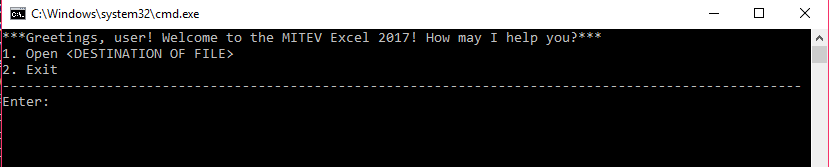 C:\Windows\system32\cmd.exe
***Greetings, user! Welcome to the MITEV Excel 2017! How may I help you?***
1. Open <DESTINATION OF FILE>
2. Exit
----------------------------------------------------------------------------------------------------
Enter: